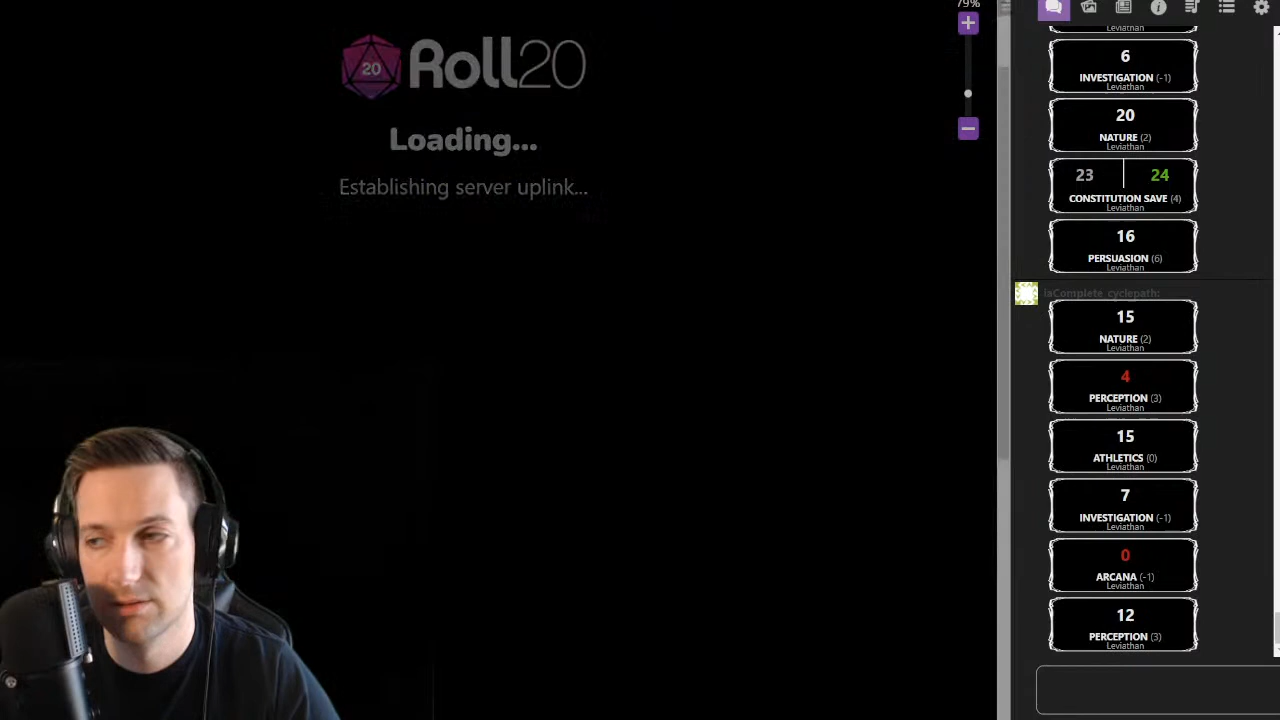 79%
20
Roll20
Loading...
Establishing server uplink...
Leviathan
6
INVESTIGATION (-1)
Leviathan
20
NATURE (2)
Leviathan
23 24
CONSTITUTION SAVE (4)
Leviathan
16
PERSUASION (6)
Leviathan
laComplete_cyclepath:
15
NATURE (2)
Leviathan
4
PERCEPTION (3)
Leviathan
15
ATHLETICS (0)
Leviathan
7
INVESTIGATION (-1)
Leviathan
0
ARCANA (-1)
Leviathan
12
PERCEPTION (3)
Leviathan